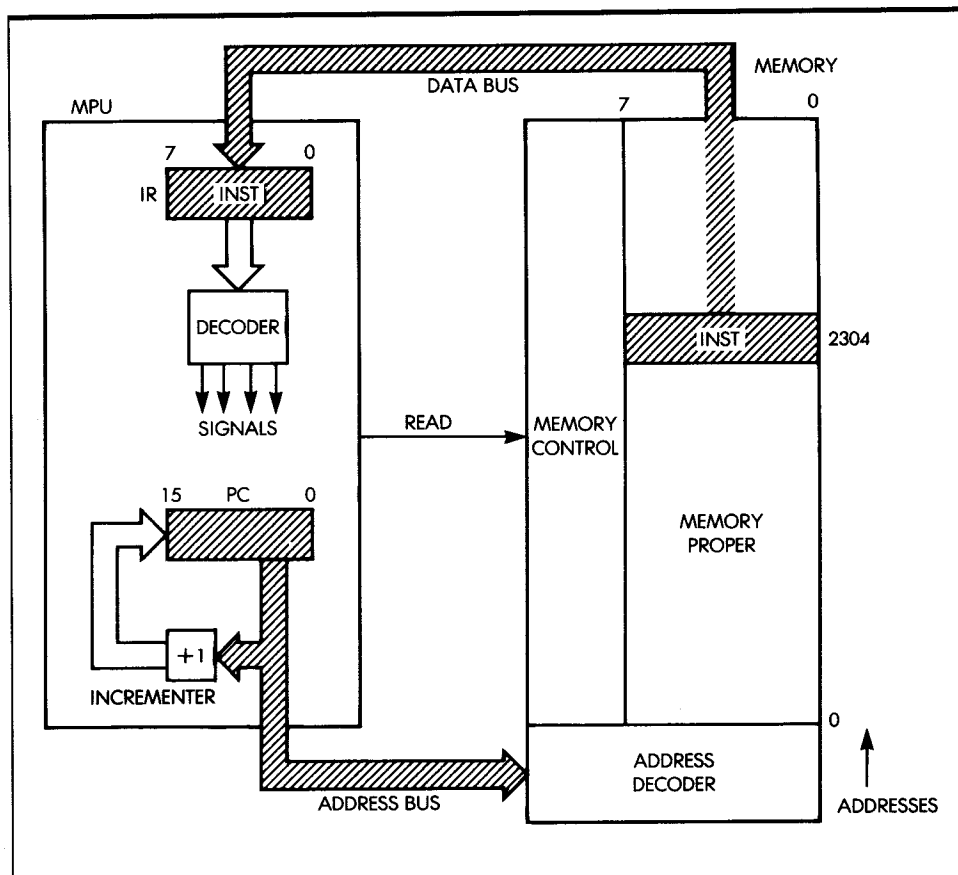 MEMORY
DATA BUS
MPU
7 0
7 0
IR INST
DECODER
INST 2304
SIGNALS
READ
MEMORY
CONTROL
15 PC 0
MEMORY
PROPER
+1
INCREMENTER
0
ADDRESS
DECODER
ADDRESS BUS
ADDRESSES